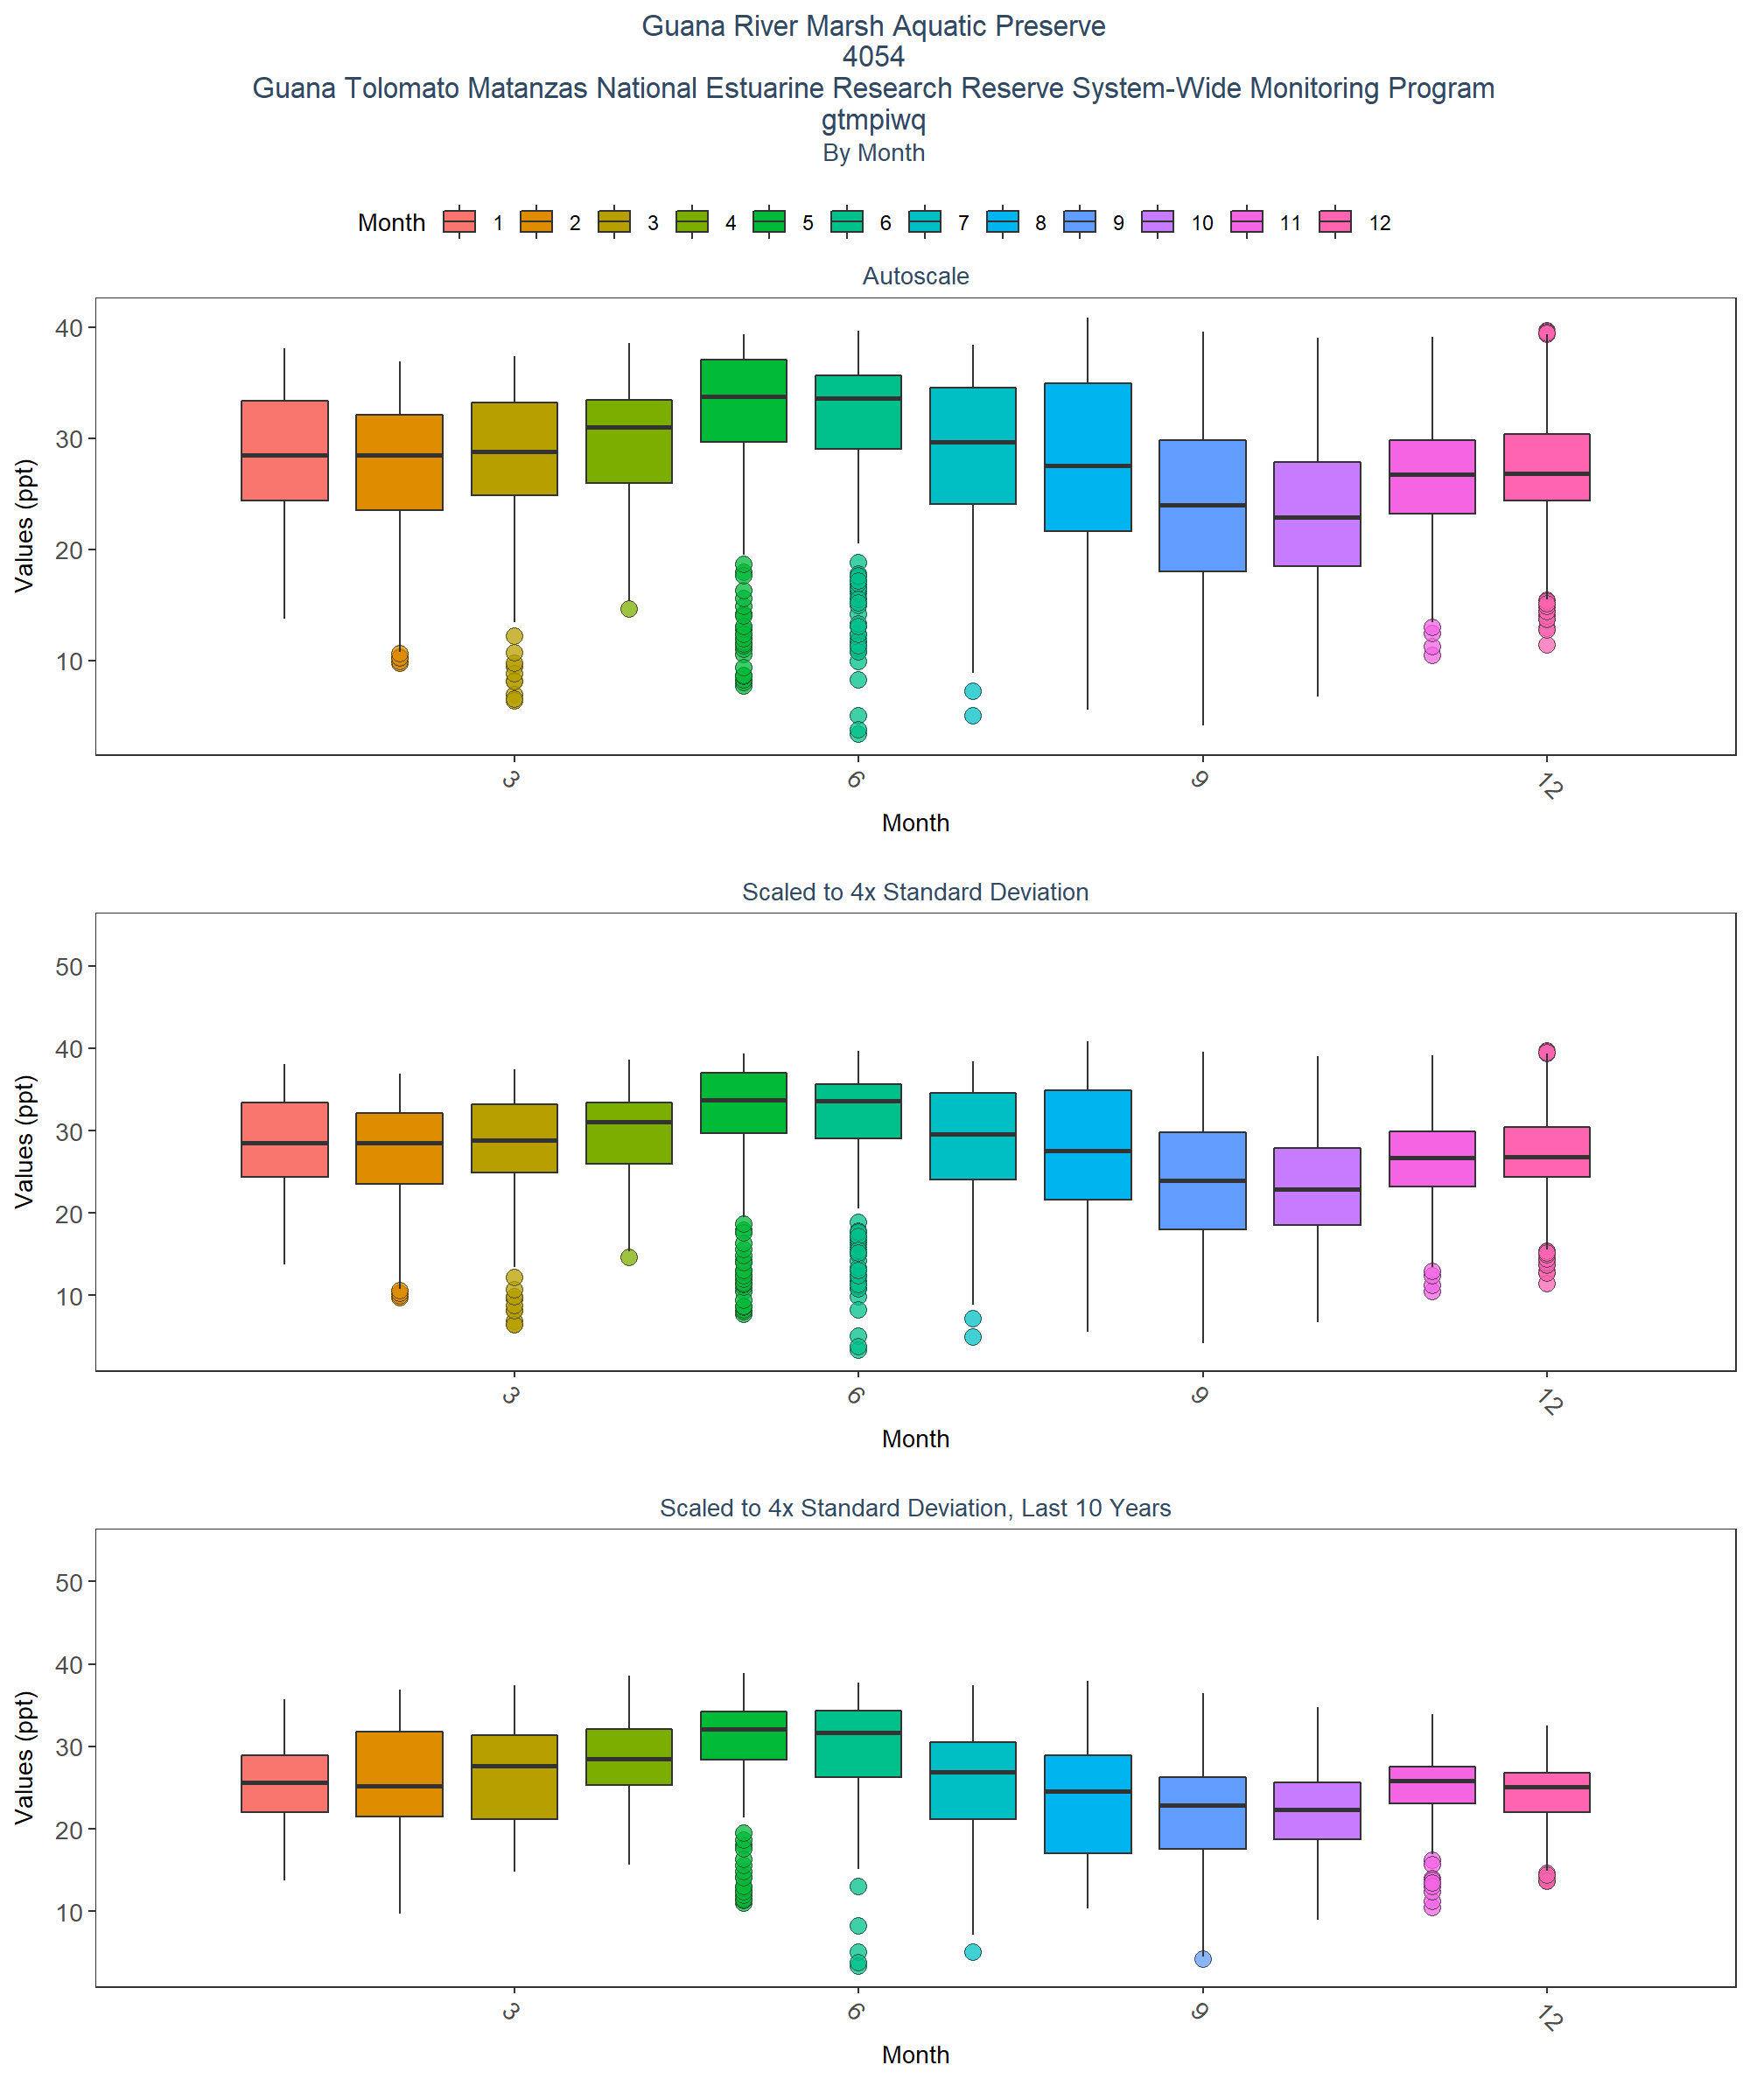 Guana River Marsh Aquatic Preserve
4054
Guana Tolomato Matanzas National Estuarine Research Reserve System-Wide Monitoring Program
gtmpiwq
By Month
Month 1 2 3 4 5 6 7 8 9 10 11 12
Autoscale
40
30
20
10
Values (ppt)
3 6 9 12
Month
Scaled to 4x Standard Deviation
50
40
30
20
10
Values (ppt)
3 6 9 12
Month
Scaled to 4x Standard Deviation, Last 10 Years
50
40
30
20
10
Values (ppt)
3 6 9 12
Month